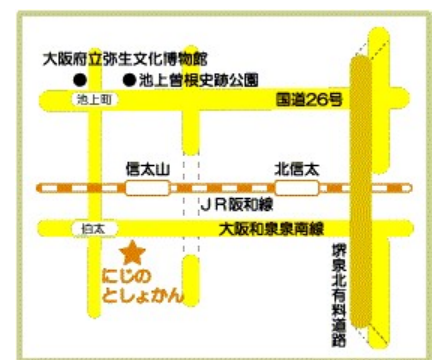 大阪府立弥生文化博物館
池上曽根史跡公園
池上町
国道26号
信太山
北信太
JR阪和線
伯太
大阪和泉泉南線
にじの
としょかん
堺泉北有料道路